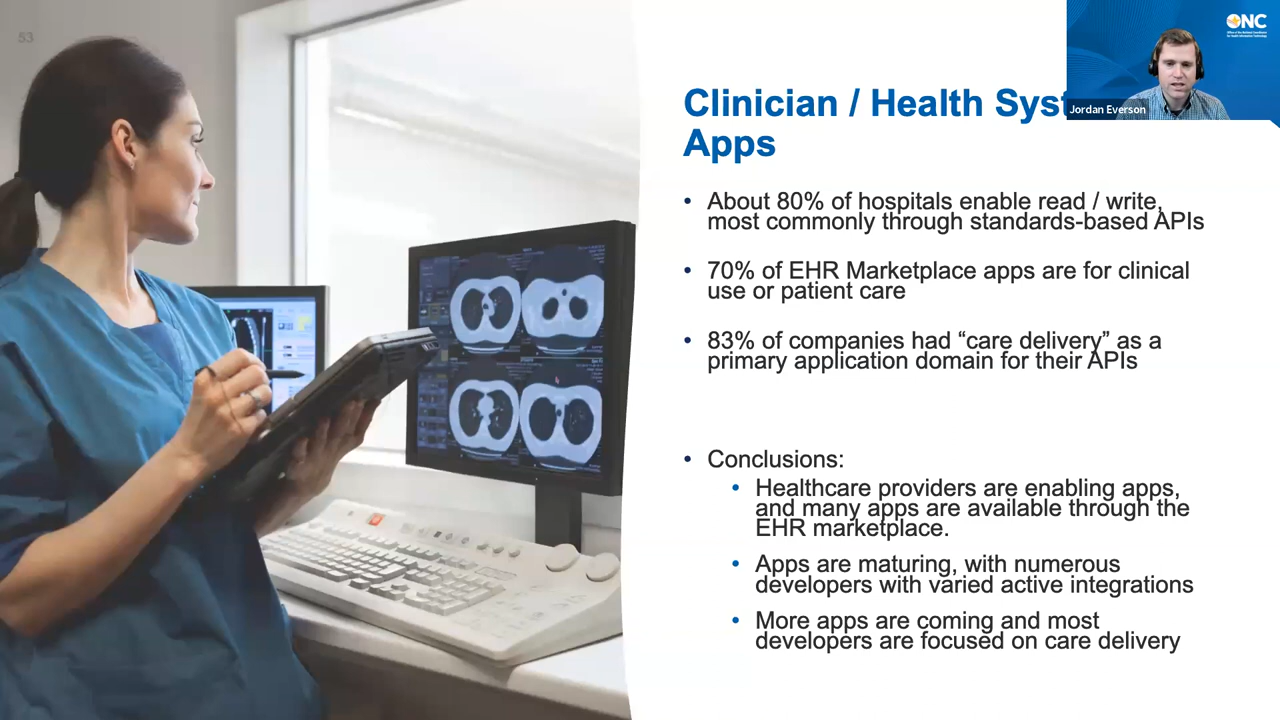 53
ONC
Jordan Everson
Clinician / Health Syst
Apps
• About 80% of hospitals enable read / write,
most commonly through standards-based APIs
• 70% of EHR Marketplace apps are for clinical
use or patient care
• 83% of companies had “care delivery” as a
primary application domain for their APIs
• Conclusions:
• Healthcare providers are enabling apps,
and many apps are available through the
EHR marketplace.
• Apps are maturing, with numerous
developers with varied active integrations
• More apps are coming and most
developers are focused on care delivery